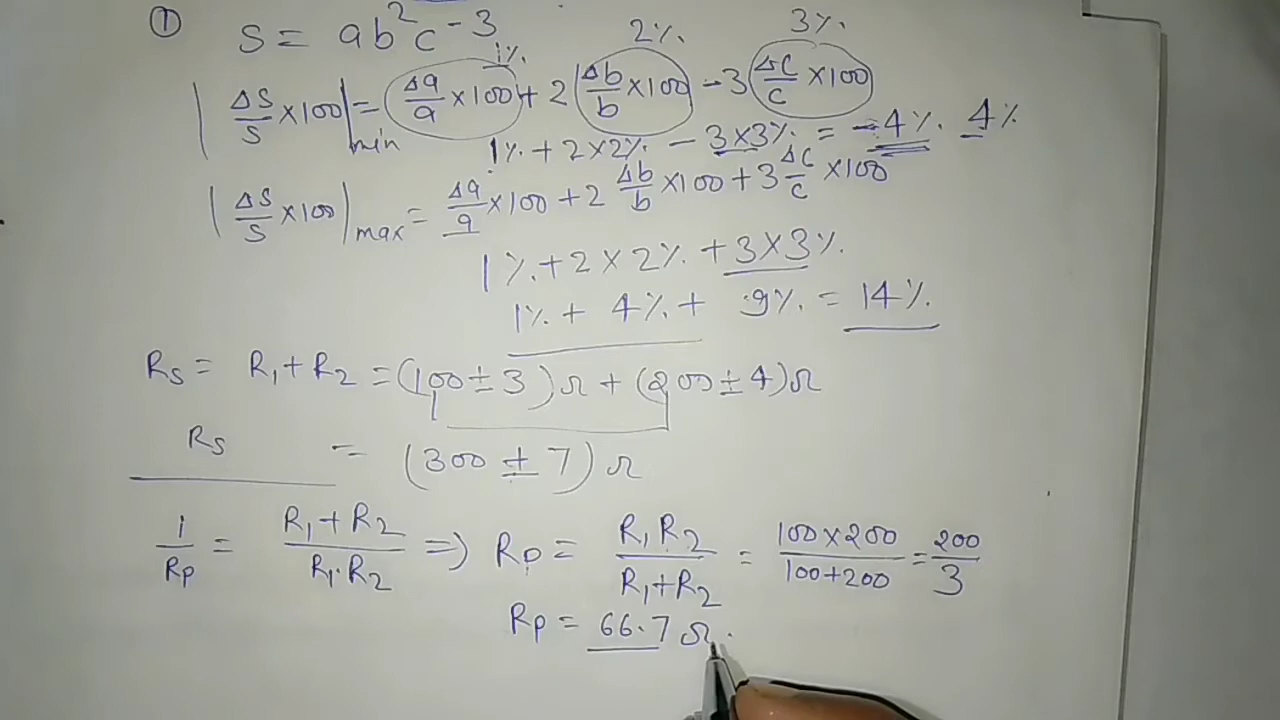 ① S = ab²c⁻³
1% 2% 3%
|ΔS/S × 100|min = (Δa/a × 100) + 2(Δb/b × 100) - 3(ΔC/C × 100)
1% + 2×2% - 3×3% = -4%. 4%
|ΔS/S × 100|max = Δa/a × 100 + 2 Δb/b × 100 + 3 ΔC/C × 100
1% + 2 × 2% + 3 × 3%.
1% + 4% + 9% = 14%.
Rs = R₁ + R₂ = (100 ± 3)Ω + (200 ± 4)Ω
Rs = (300 ± 7)Ω
1/Rp = R₁ + R₂/R₁·R₂ ⇒ Rp = R₁R₂/R₁+R₂ = 100×200/100+200 = 200/3
Rp = 66.7 Ω.